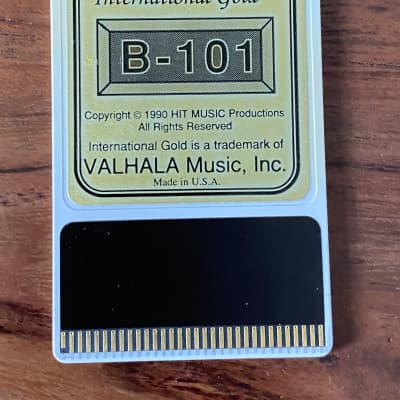 International Gold
B-101
Copyright © 1990 HIT MUSIC Productions
All Rights Reserved
International Gold is a trademark of
VALHALA Music, Inc.
Made in U.S.A.